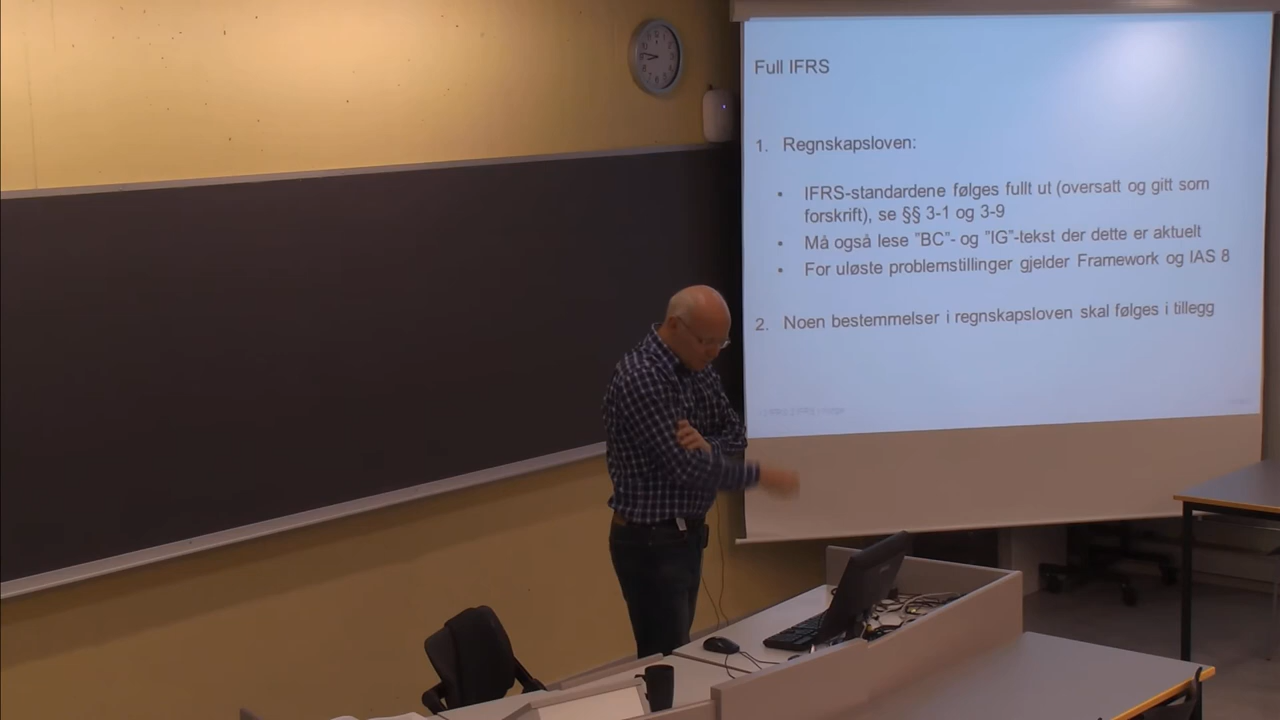 Full IFRS
1. Regnskapsloven:
• IFRS-standardene følges fullt ut (oversatt og gitt som
forskrift), se §§ 3-1 og 3-9
• Må også lese ”BC”- og ”IG”-tekst der dette er aktuelt
• For uløste problemstillinger gjelder Framework og IAS 8
2. Noen bestemmelser i regnskapsloven skal følges i tillegg